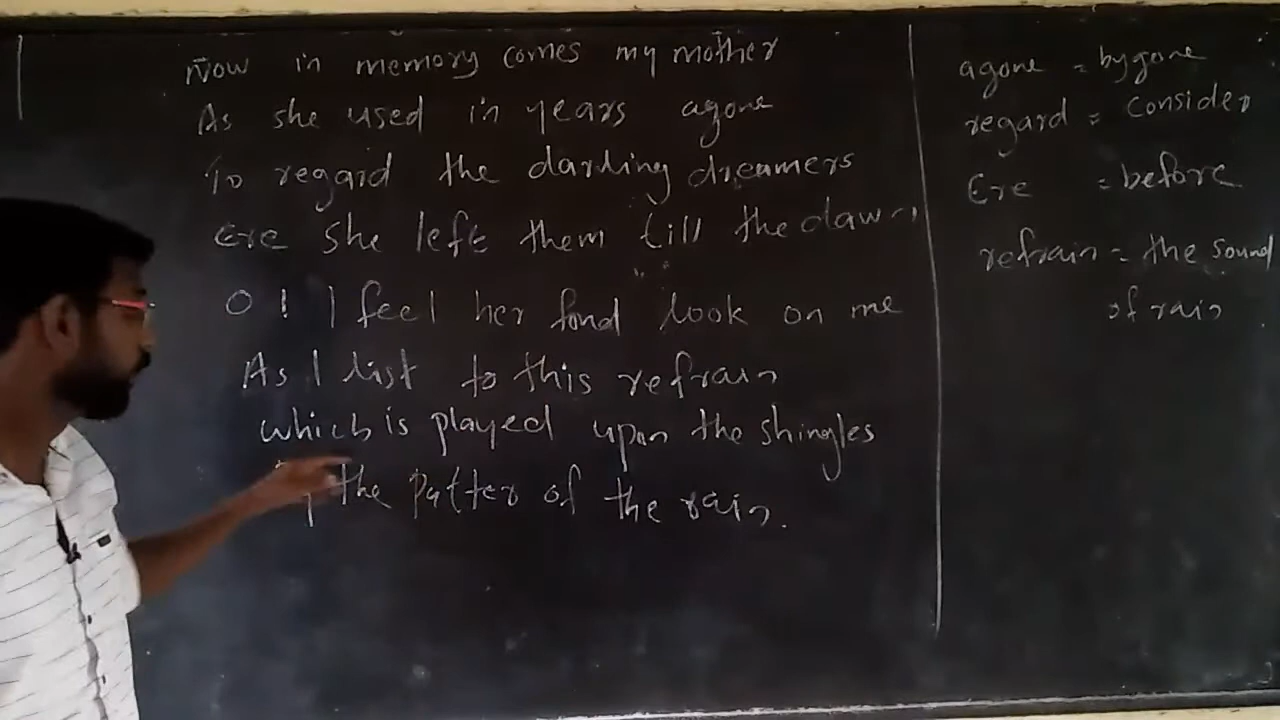 Now in memory comes my mother
As she used in years agone
To regard the darling dreamers
Ere she left them till the dawn
O! I feel her fond look on me
As I list to this refrain
which is played upon the shingles
the patter of the rain.
agone = bygone
regard = consider
Ere = before
refrain = the sound
of rain